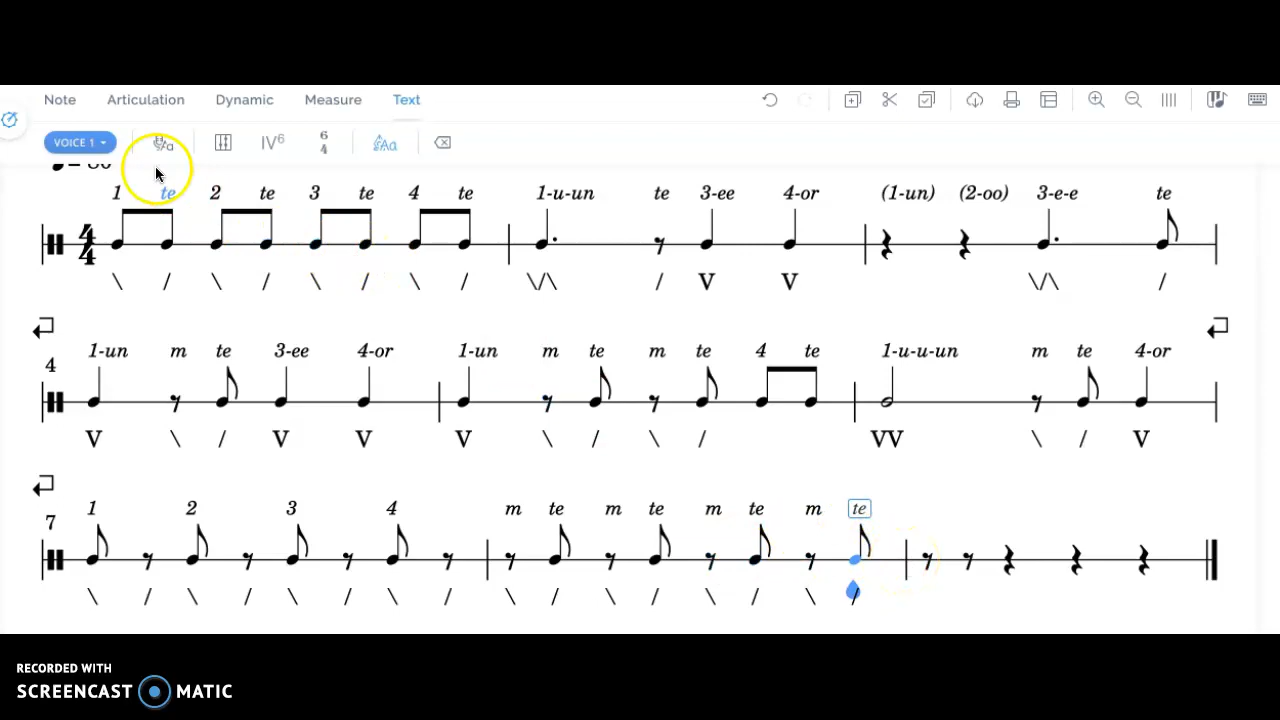 Note Articulation Dynamic Measure Text
VOICE 1 Aa IV6 6 4 Aa
= 80
1 te 2 te 3 te 4 te 1-u-un te 3-ee 4-or (1-un) (2-oo) 3-e-e te
4 4
\ / \ / \ / \ / \/\ / V V \/\ /
4 1-un m te 3-ee 4-or 1-un m te m te 4 te 1-u-u-un m te 4-or
V \ / V V V \ / \ / VV \ / V
7 1 2 3 4 m te m te m te m te
\ / \ / \ / \ / \ / \ / \ / \ /
RECORDED WITH
SCREENCAST MATIC